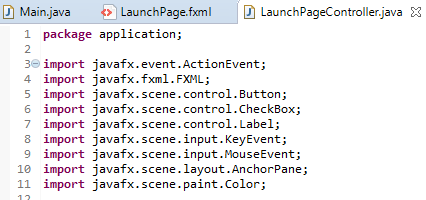 Main.java LaunchPage.fxml LaunchPageController.java
1 package application;
2
3 import javafx.event.ActionEvent;
4 import javafx.fxml.FXML;
5 import javafx.scene.control.Button;
6 import javafx.scene.control.CheckBox;
7 import javafx.scene.control.Label;
8 import javafx.scene.input.KeyEvent;
9 import javafx.scene.input.MouseEvent;
10 import javafx.scene.layout.AnchorPane;
11 import javafx.scene.paint.Color;